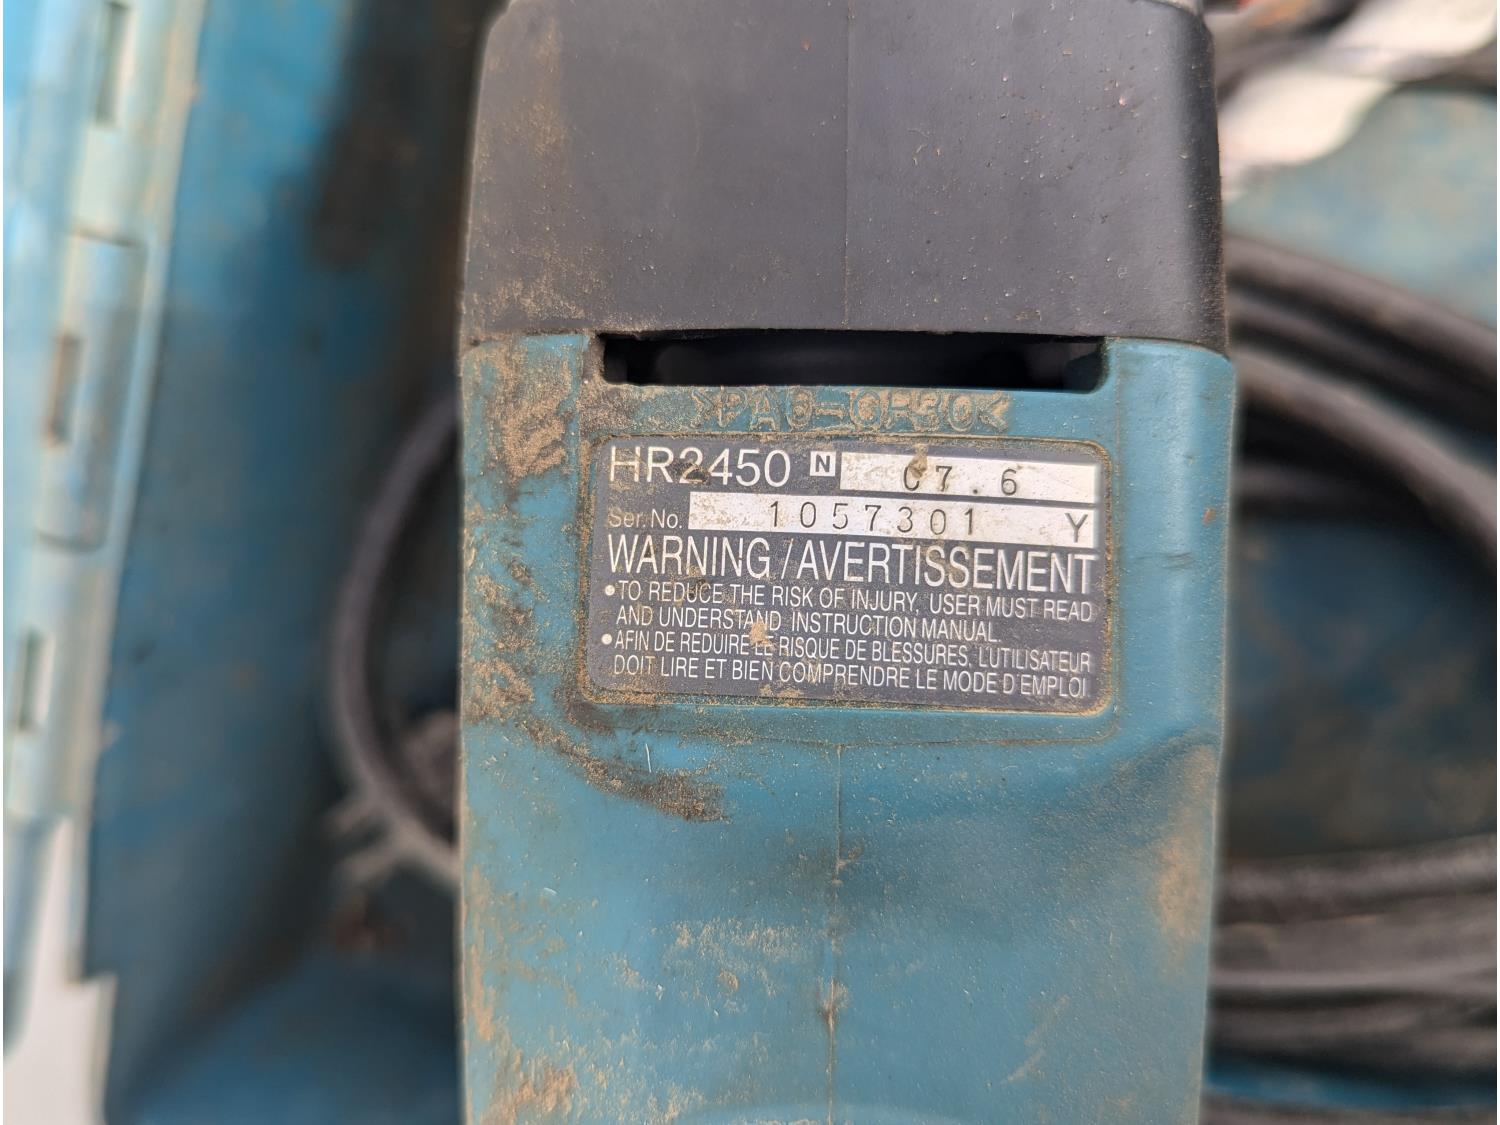 >PA6-GF30<
HR2450 N 07.6
Ser. No. 1057301 Y
WARNING/AVERTISSEMENT
•TO REDUCE THE RISK OF INJURY, USER MUST READ
AND UNDERSTAND INSTRUCTION MANUAL.
•AFIN DE REDUIRE LE RISQUE DE BLESSURES, L'UTILISATEUR
DOIT LIRE ET BIEN COMPRENDRE LE MODE D'EMPLOI